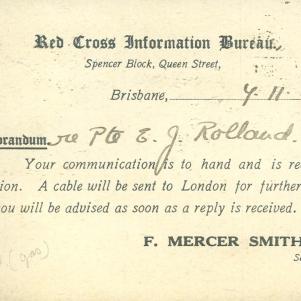 Red Cross Information Bureau.
Spencer Block, Queen Street,
Brisbane, 4.11.
orandum re Pte E. J. Rolland.
Your communication is to hand and is re
ion. A cable will be sent to London for further
ou will be advised as soon as a reply is received.
(gas)
F. MERCER SMITH
Se